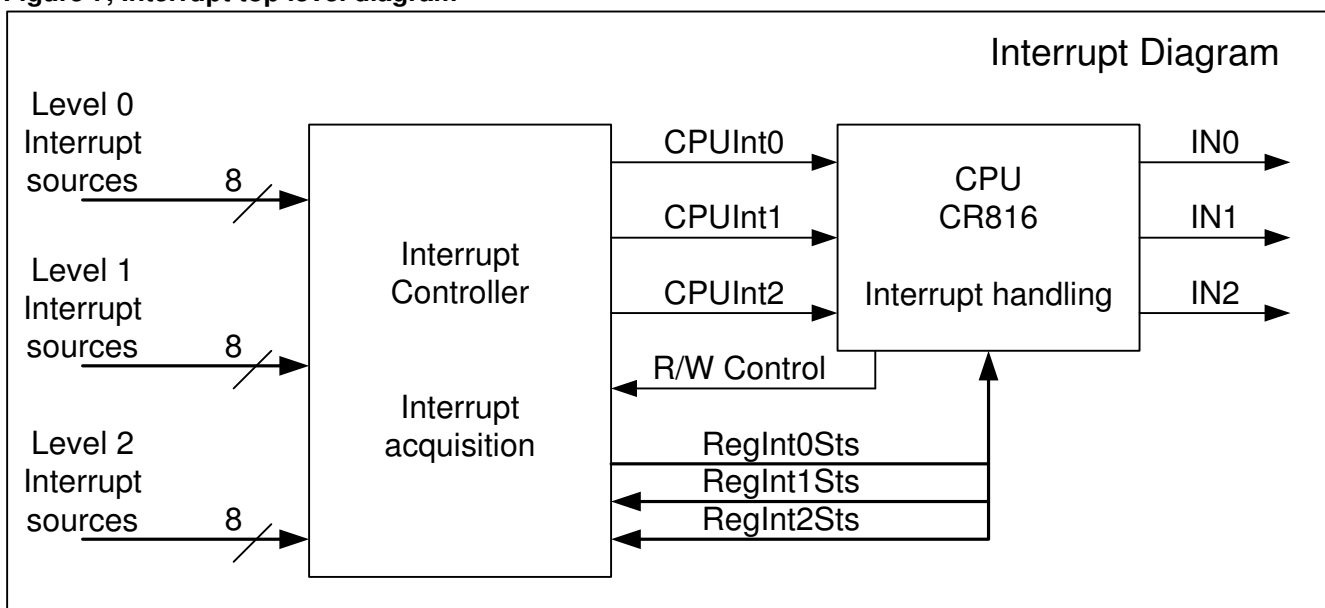 Figure 7, Interrupt top level diagram
Interrupt Diagram
Level 0
Interrupt
sources
8
Level 1
Interrupt
sources
8
Level 2
Interrupt
sources
8
Interrupt
Controller
Interrupt
acquisition
CPUInt0
CPUInt1
CPUInt2
R/W Control
RegInt0Sts
RegInt1Sts
RegInt2Sts
CPU
CR816
Interrupt handling
IN0
IN1
IN2